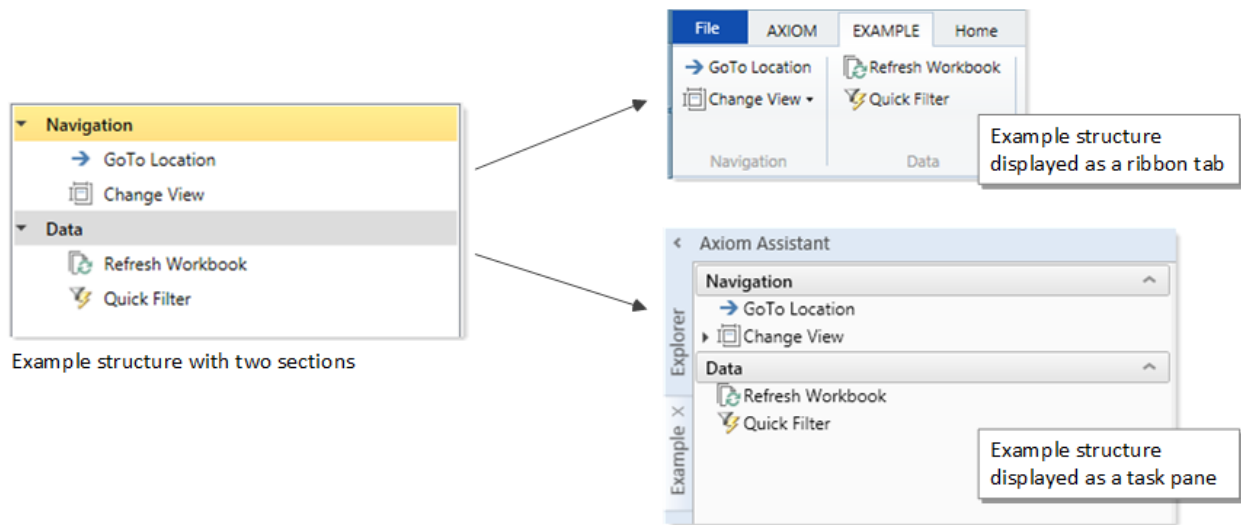 Navigation
GoTo Location
Change View
Data
Refresh Workbook
Quick Filter
Example structure with two sections
File AXIOM EXAMPLE Home
GoTo Location Refresh Workbook
Change View Quick Filter
Navigation Data
Example structure
displayed as a ribbon tab
Axiom Assistant
Explorer
Example X
Navigation
GoTo Location
Change View
Data
Refresh Workbook
Quick Filter
Example structure
displayed as a task pane